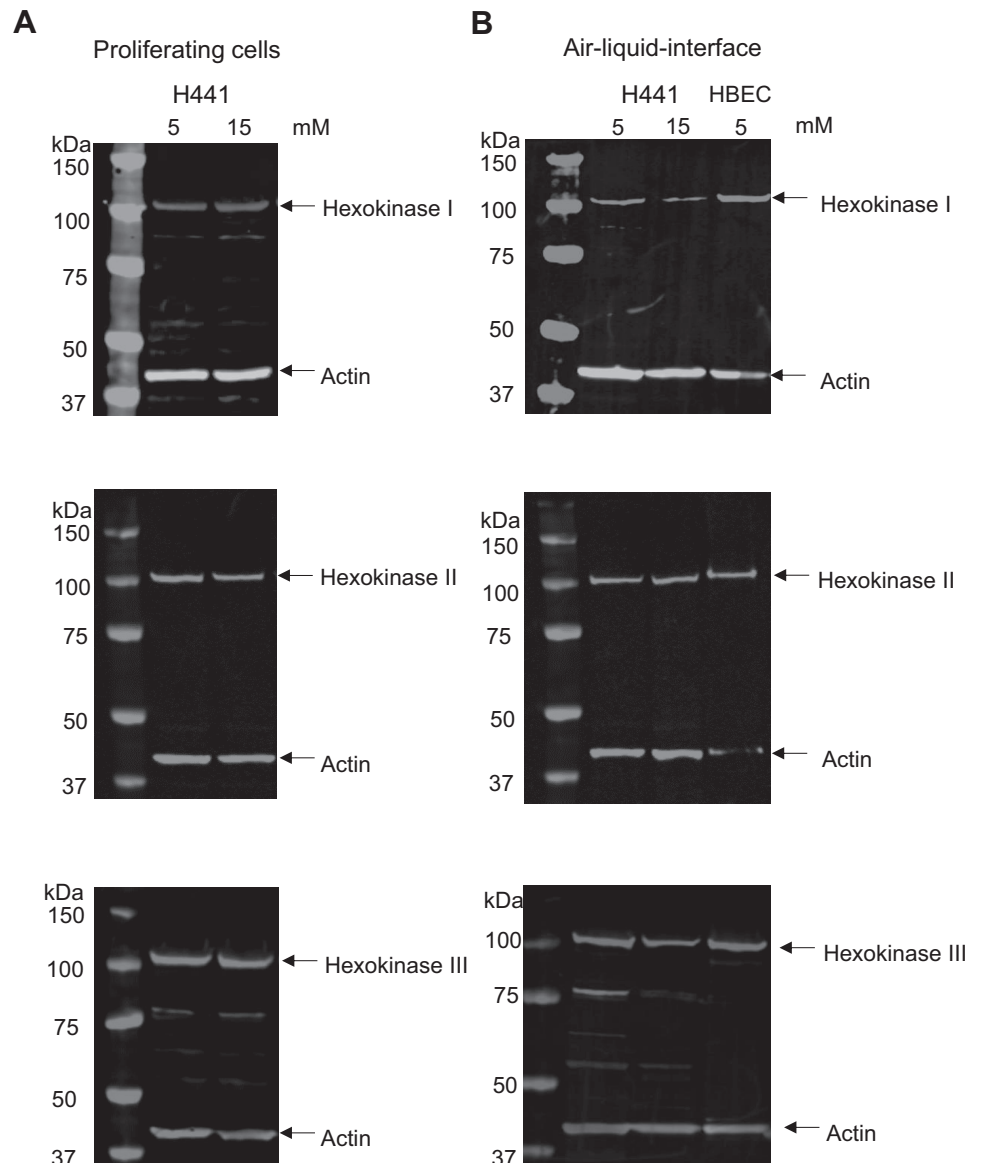 A
Proliferating cells
H441
5 15 mM
kDa
150
100
75
50
37
Hexokinase I
Actin
kDa
150
100
75
50
37
Hexokinase II
Actin
kDa
150
100
75
50
37
Hexokinase III
Actin
B
Air-liquid-interface
H441 HBEC
5 15 5 mM
kDa
150
100
75
50
37
Hexokinase I
Actin
kDa
150
100
75
50
37
Hexokinase II
Actin
kDa
100
75
50
37
Hexokinase III
Actin